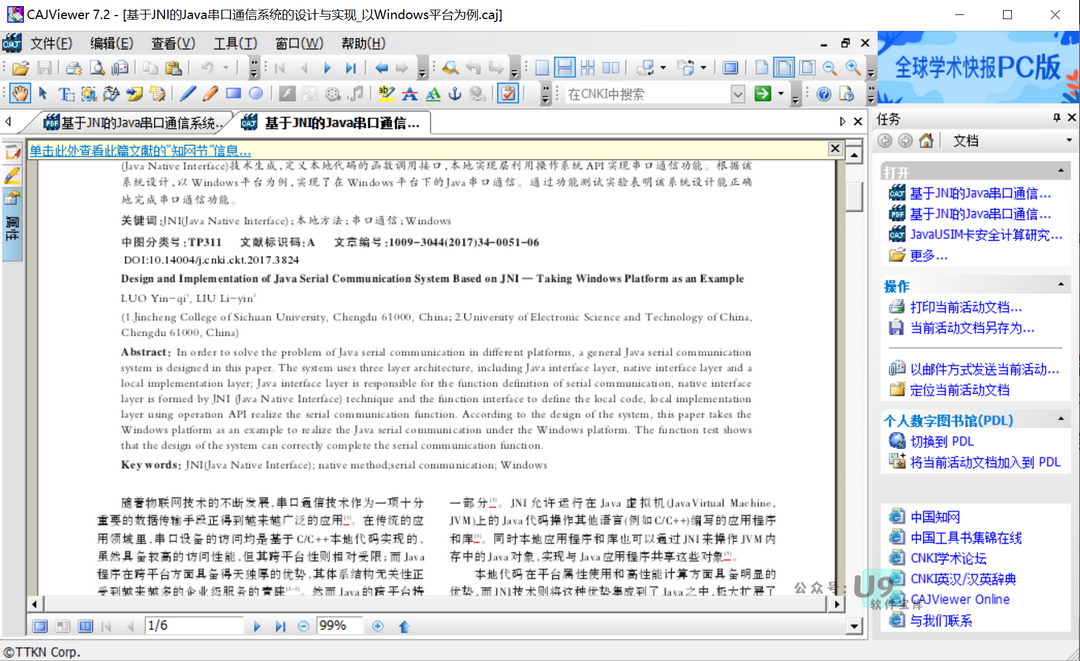 CAJViewer 7.2 - [基于JNI的Java串口通信系统的设计与实现_以Windows平台为例.caj]
文件(F) 编辑(E) 查看(V) 工具(T) 窗口(W) 帮助(H)
全球学术快报PC版
在CNKI中搜索
基于JNI的Java串口通信系统...
基于JNI的Java串口通信...
单击此处查看此篇文献的"知网节"信息...
属性
(Java Native Interface)技术生成,定义本地代码的函数调用接口,本地实现层利用操作系统API实现串口通信功能。根据该
系统设计,以Windows平台为例,实现了在Windows平台下的Java串口通信。通过功能测试实验表明该系统设计能正确
地完成串口通信功能。
关键词:JNI(Java Native Interface);本地方法;串口通信;Windows
中图分类号:TP311 文献标识码:A 文章编号:1009-3044(2017)34-0051-06
DOI:10.14004/j.cnki.ckt.2017.3824
Design and Implementation of Java Serial Communication System Based on JNI — Taking Windows Platform as an Example
LUO Yin-qi¹, LIU Li-yin²
(1.Jincheng College of Sichuan University, Chengdu 61000, China; 2.University of Electronic Science and Technology of China,
Chengdu 61000, China)
Abstract: In order to solve the problem of Java serial communication in different platforms, a general Java serial communication
system is designed in this paper. The system uses three layer architecture, including Java interface layer, native interface layer and a
local implementation layer; Java interface layer is responsible for the function definition of serial communication, native interface
layer is formed by JNI (Java Native Interface) technique and the function interface to define the local code, local implementation
layer using operation API realize the serial communication function. According to the design of the system, this paper takes the
Windows platform as an example to realize the Java serial communication under the Windows platform. The function test shows
that the design of the system can correctly complete the serial communication function.
Key words: JNI(Java Native Interface); native method;serial communication; Windows
随着物联网技术的不断发展,串口通信技术作为一项十分
重要的数据传输手段正得到越来越广泛的应用[1]。在传统的应
用领域里,串口设备的访问均是基于C/C++本地代码实现的,
虽然具备较高的访问性能,但其跨平台性则相对受限;而Java
程序在跨平台方面具备得天独厚的优势,其体系结构无关性正
受到越来越多的企业级服务的青睐。然而Java的跨平台特
一部分。JNI允许运行在Java虚拟机(Java Virtual Machine,
JVM)上的Java代码操作其他语言(例如C/C++)编写的应用程序
和库。同时本地应用程序和库也可以通过JNI来操作JVM内
存中的Java对象,实现与Java应用程序共享这些对象。
本地代码在平台属性使用和高性能计算方面具备明显的
优势,而JNI技术则将这种优势集成到了Java之中,极大扩展了
1/6 99%
©TTKN Corp.
任务
文档
打开
基于JNI的Java串口通信...
基于JNI的Java串口通信...
JavaUSIM卡安全计算研究...
更多...
操作
打印当前活动文档...
当前活动文档另存为...
以邮件方式发送当前活动...
定位当前活动文档
个人数字图书馆(PDL)
切换到 PDL
将当前活动文档加入到 PDL
中国知网
中国工具书集锦在线
CNKI学术论坛
CNKI英汉/汉英辞典
CAJViewer Online
与我们联系
公众号:U9
软件宝库